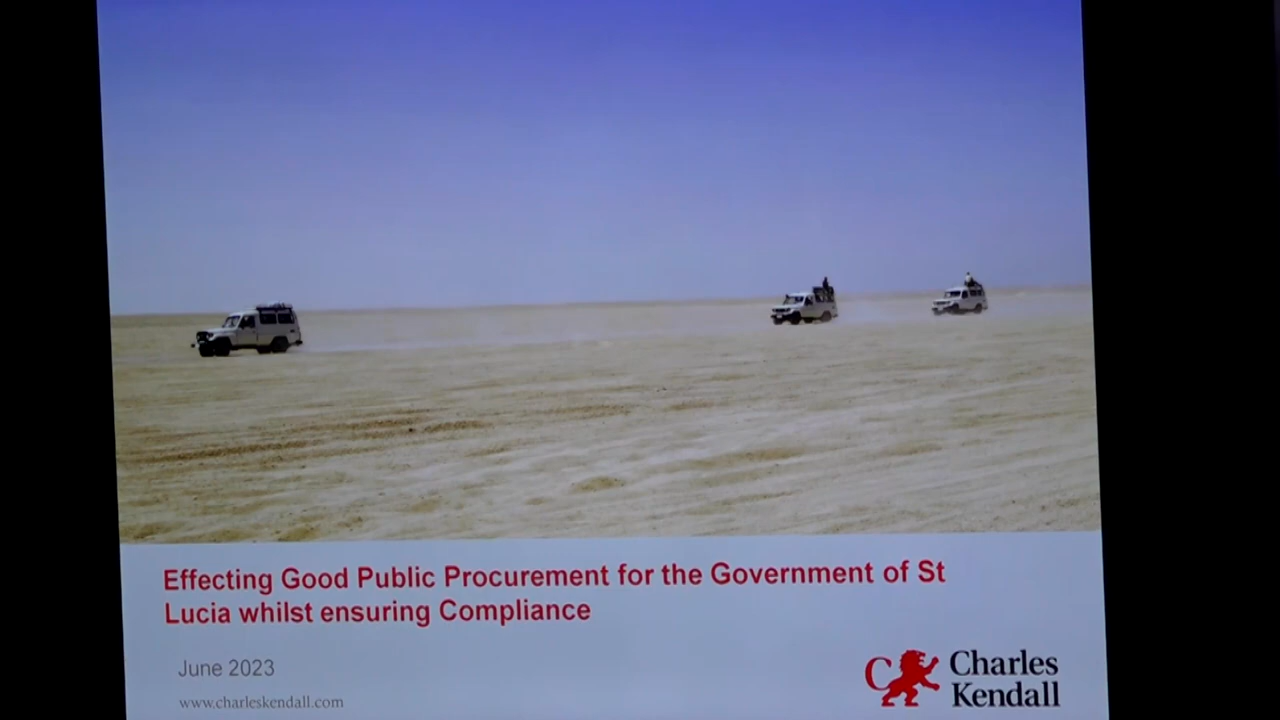 Effecting Good Public Procurement for the Government of St
Lucia whilst ensuring Compliance
June 2023
www.charleskendall.com
C
Charles
Kendall